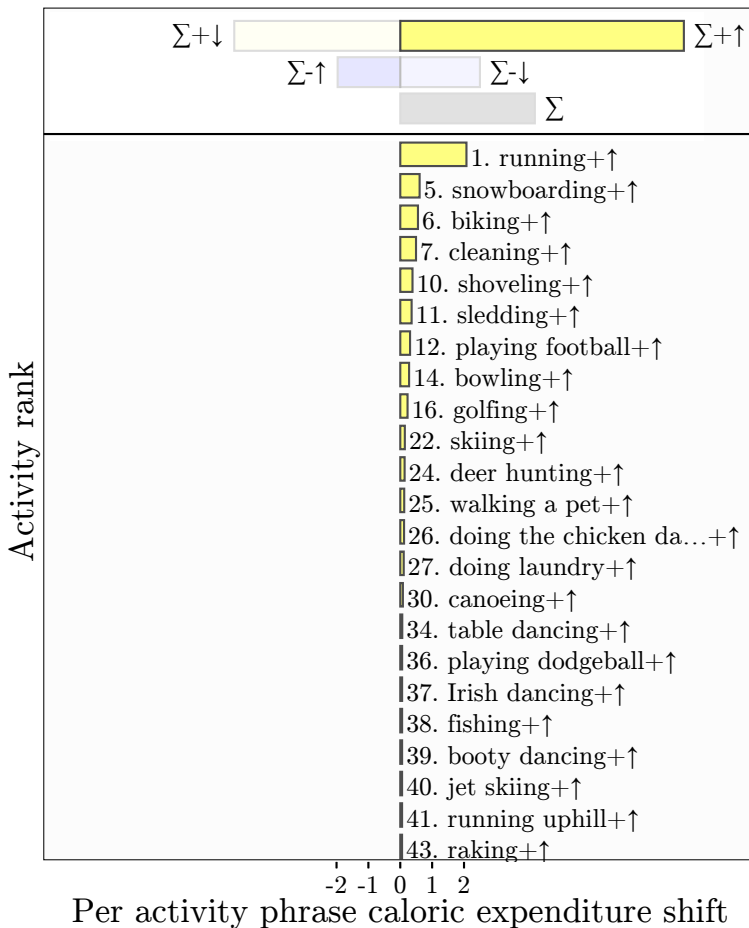 ∑+↓ ∑+↑
∑-↑ ∑-↓
∑
1. running+↑
5. snowboarding+↑
6. biking+↑
7. cleaning+↑
10. shoveling+↑
11. sledding+↑
12. playing football+↑
14. bowling+↑
16. golfing+↑
22. skiing+↑
24. deer hunting+↑
25. walking a pet+↑
26. doing the chicken da...+↑
27. doing laundry+↑
30. canoeing+↑
34. table dancing+↑
36. playing dodgeball+↑
37. Irish dancing+↑
38. fishing+↑
39. booty dancing+↑
40. jet skiing+↑
41. running uphill+↑
43. raking+↑
Activity rank
-2 -1 0 1 2
Per activity phrase caloric expenditure shift